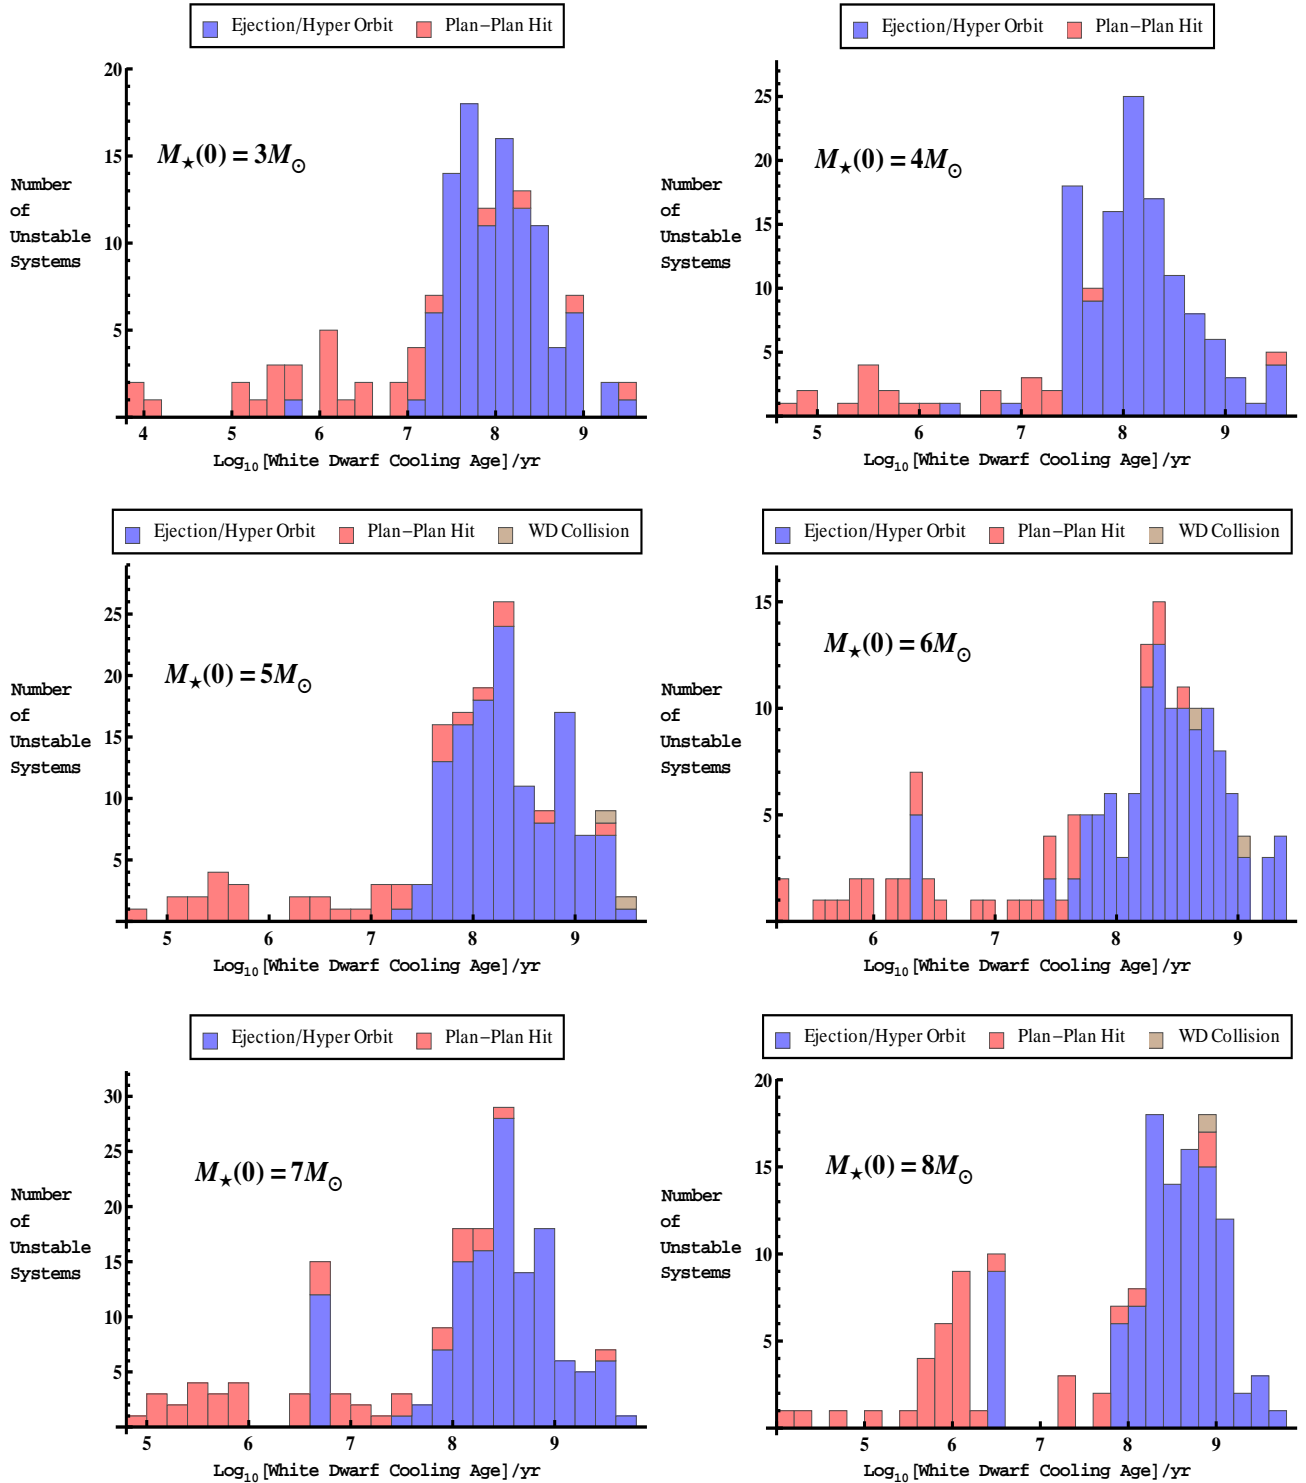 Ejection/Hyper Orbit Plan−Plan Hit
20
15
10
5
M★(0) = 3M⊙
Number
of
Unstable
Systems
4 5 6 7 8 9
Log10[White Dwarf Cooling Age]/yr
Ejection/Hyper Orbit Plan−Plan Hit
25
20
15
10
5
M★(0) = 4M⊙
Number
of
Unstable
Systems
5 6 7 8 9
Log10[White Dwarf Cooling Age]/yr
Ejection/Hyper Orbit Plan−Plan Hit WD Collision
25
20
15
10
5
M★(0) = 5M⊙
Number
of
Unstable
Systems
5 6 7 8 9
Log10[White Dwarf Cooling Age]/yr
Ejection/Hyper Orbit Plan−Plan Hit WD Collision
15
10
5
M★(0) = 6M⊙
Number
of
Unstable
Systems
6 7 8 9
Log10[White Dwarf Cooling Age]/yr
Ejection/Hyper Orbit Plan−Plan Hit
30
25
20
15
10
5
M★(0) = 7M⊙
Number
of
Unstable
Systems
5 6 7 8 9
Log10[White Dwarf Cooling Age]/yr
Ejection/Hyper Orbit Plan−Plan Hit WD Collision
20
15
10
5
M★(0) = 8M⊙
Number
of
Unstable
Systems
5 6 7 8 9
Log10[White Dwarf Cooling Age]/yr